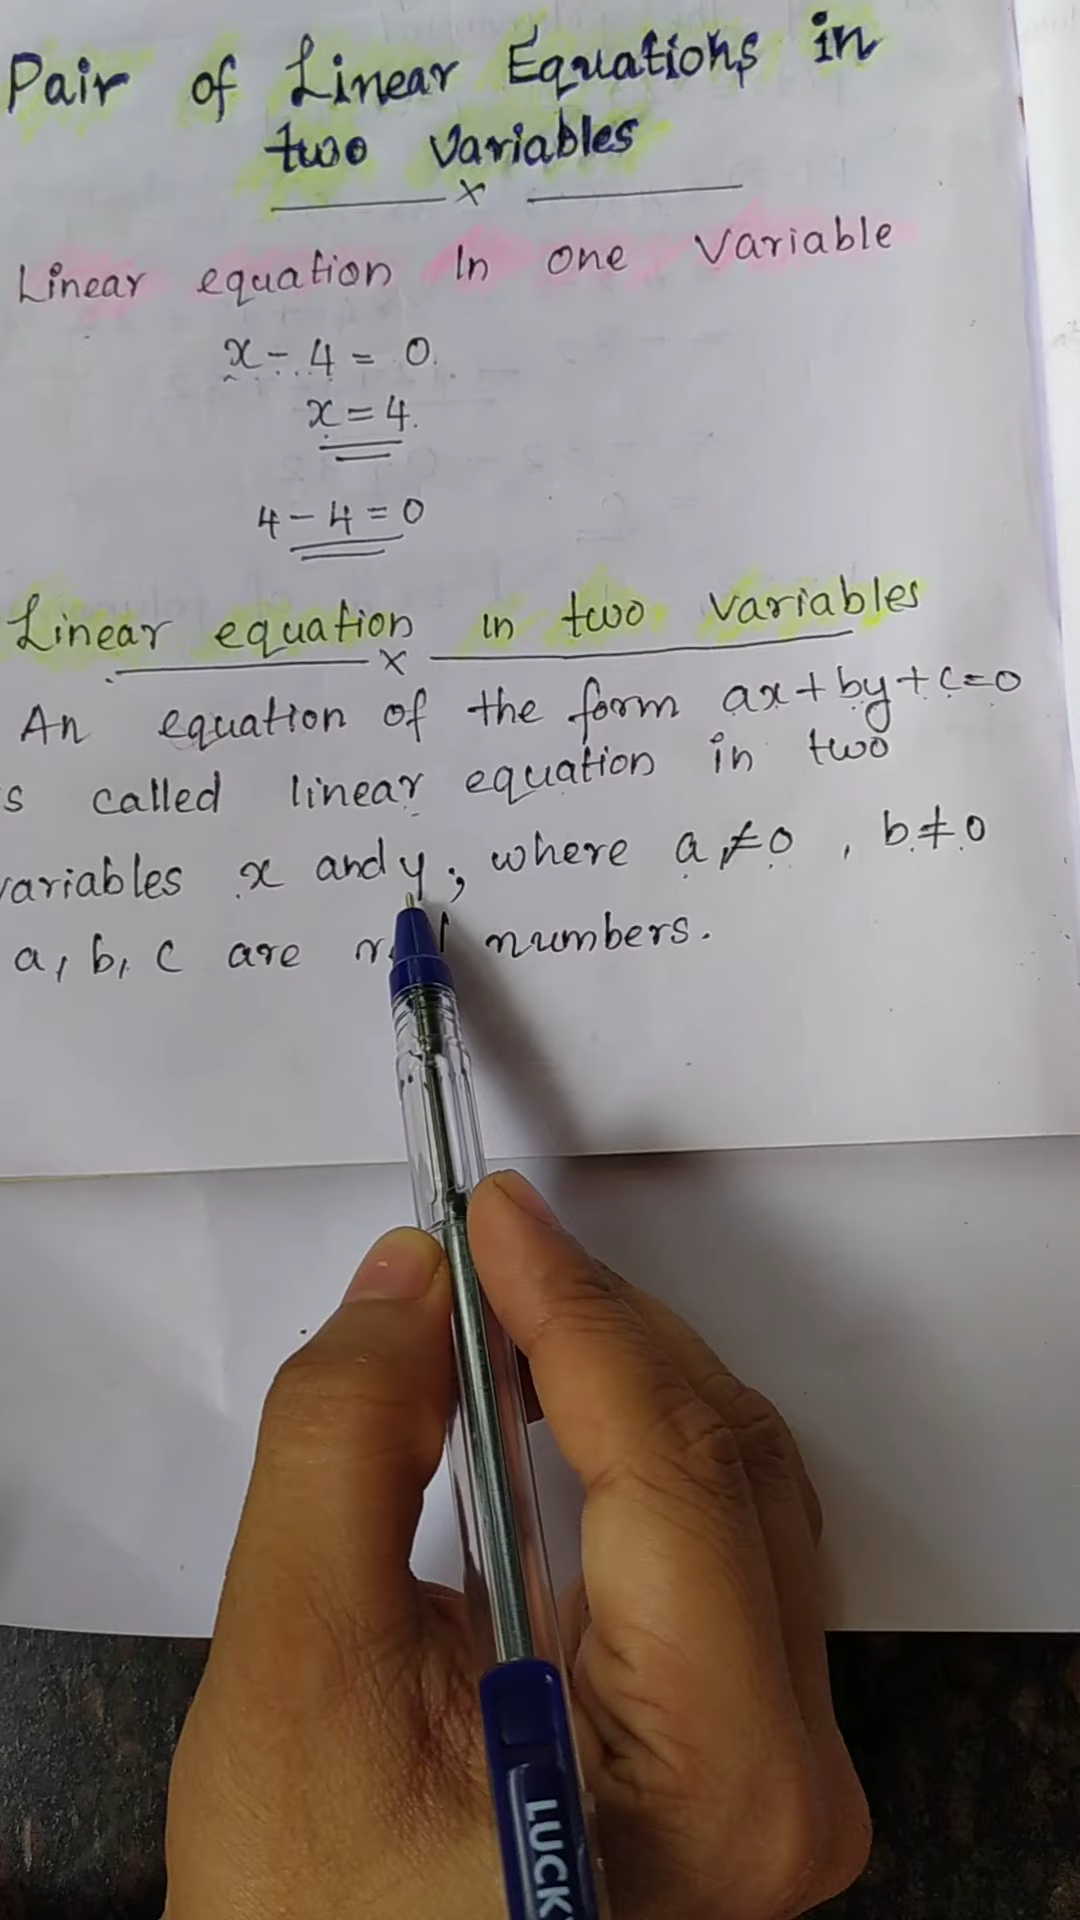 Pair of Linear Equations in
two variables
x
Linear equation In one variable
x - 4 = 0.
x = 4.
4 - 4 = 0
Linear equation in two variables
x
An equation of the form ax+by+c=0
s called linear equation in two
variables x and y, where a≠0, b≠0
a, b, c are numbers.
LUCK